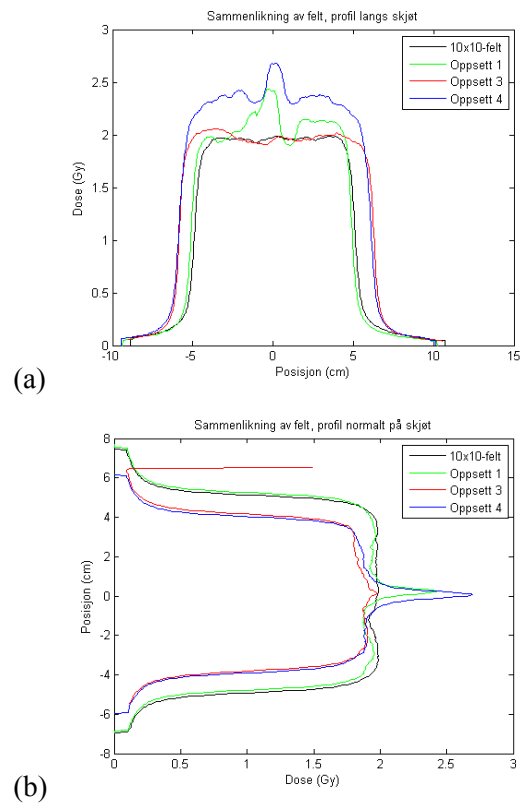 Sammenlikning av felt, profil langs skjøt
3
2.5
2
1.5
1
0.5
0
Dose (Gy)
10x10-felt
Oppsett 1
Oppsett 3
Oppsett 4
-10 -5 0 5 10 15
Posisjon (cm)
(a)
Sammenlikning av felt, profil normalt på skjøt
8
6
4
2
0
-2
-4
-6
-8
Posisjon (cm)
10x10-felt
Oppsett 1
Oppsett 3
Oppsett 4
0 0.5 1 1.5 2 2.5 3
Dose (Gy)
(b)